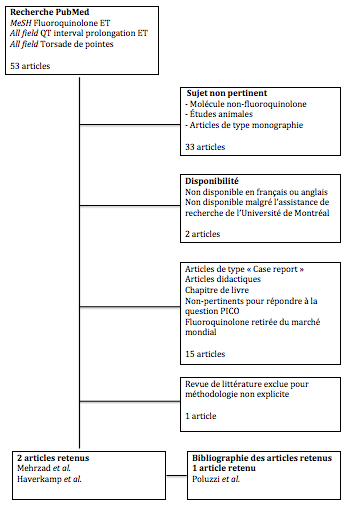 Recherche PubMed
MeSH Fluoroquinolone ET
All field QT interval prolongation ET
All field Torsade de pointes
53 articles
Sujet non pertinent
- Molécule non-fluoroquinolone
- Études animales
- Articles de type monographie
33 articles
Disponibilité
Non disponible en français ou anglais
Non disponible malgré l'assistance de
recherche de l'Université de Montréal
2 articles
Articles de type « Case report »
Articles didactiques
Chapitre de livre
Non-pertinents pour répondre à la
question PICO
Fluoroquinolone retirée du marché
mondial
15 articles
Revue de littérature exclue pour
méthodologie non explicite
1 article
2 articles retenus
Mehrzad et al.
Haverkamp et al.
Bibliographie des articles retenus
1 article retenu
Poluzzi et al.